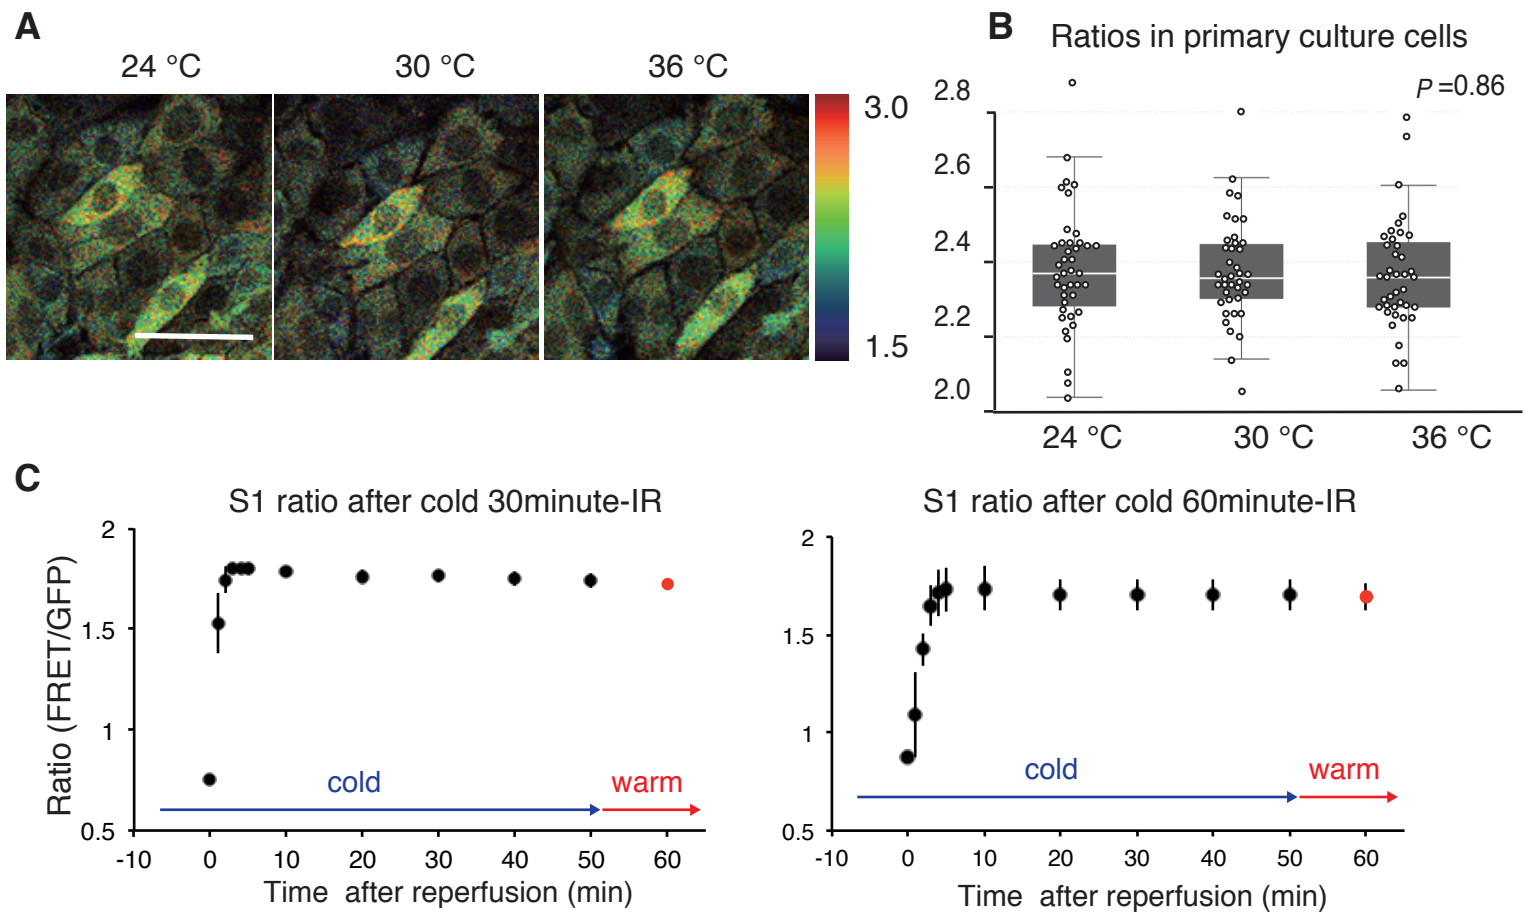 A
24 °C 30 °C 36 °C
3.0
1.5
B
Ratios in primary culture cells
P =0.86
2.8
2.6
2.4
2.2
2.0
24 °C 30 °C 36 °C
C
S1 ratio after cold 30minute-IR
Ratio (FRET/GFP)
2
1.5
1
0.5
cold warm
-10 0 10 20 30 40 50 60
Time after reperfusion (min)
S1 ratio after cold 60minute-IR
2
1.5
1
0.5
cold warm
-10 0 10 20 30 40 50 60
Time after reperfusion (min)